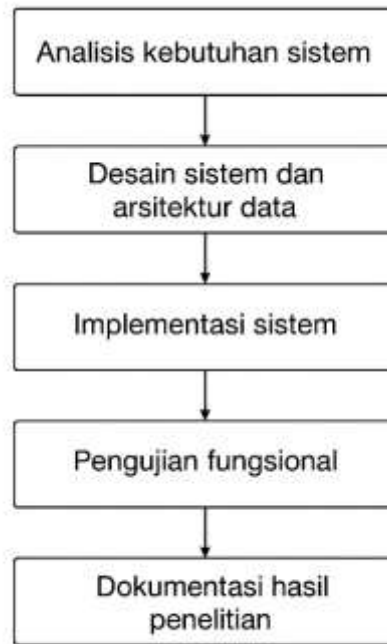 Analisis kebutuhan sistem
Desain sistem dan
arsitektur data
Implementasi sistem
Pengujian fungsional
Dokumentasi hasil
penelitian